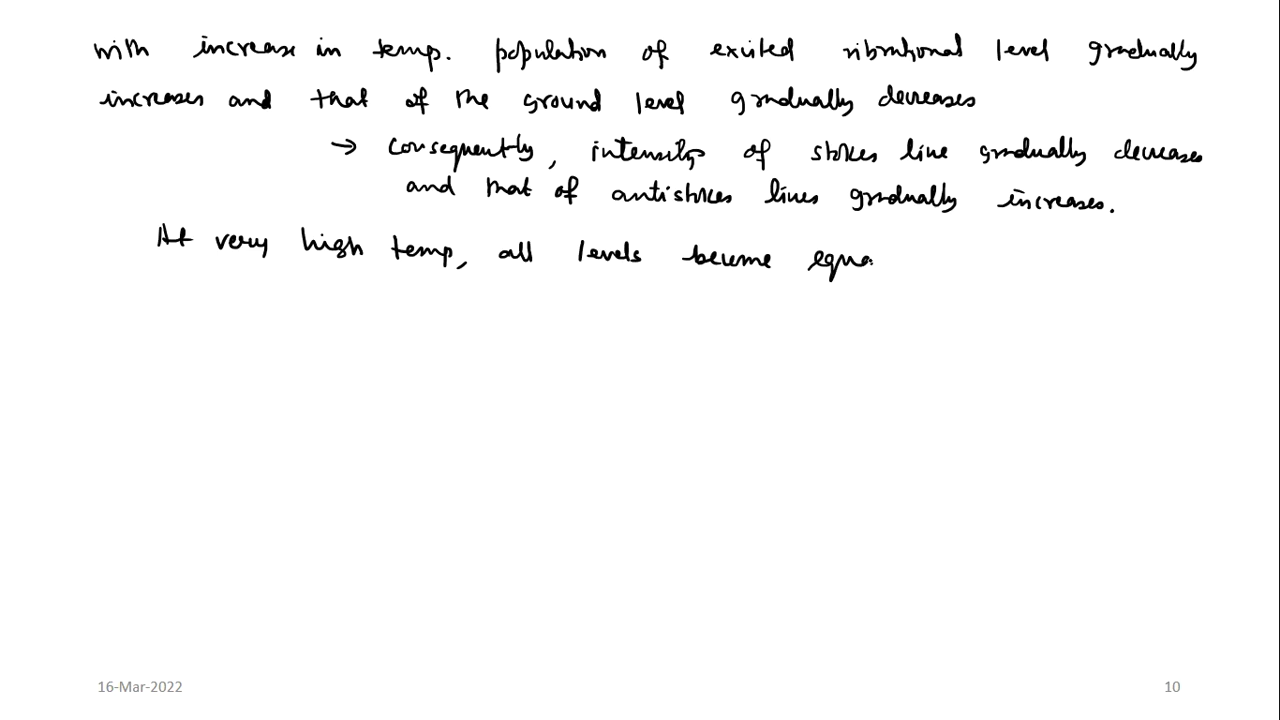 with increase in temp. population of exited vibrational level gradually
increases and that of the ground level gradually decreases
→ consequently, intensity of stokes line gradually decreases
and that of antistokes lines gradually increases.
At very high temp, all levels become equa
16-Mar-2022
10